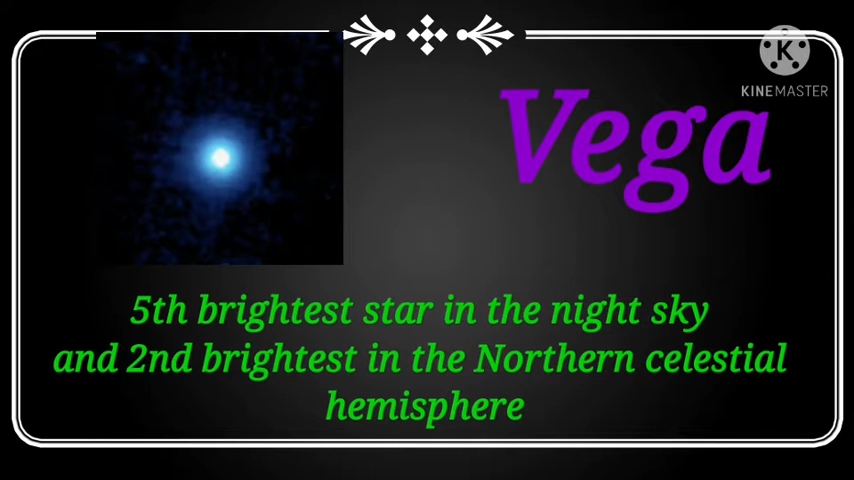 K
KINEMASTER
Vega
5th brightest star in the night sky
and 2nd brightest in the Northern celestial
hemisphere